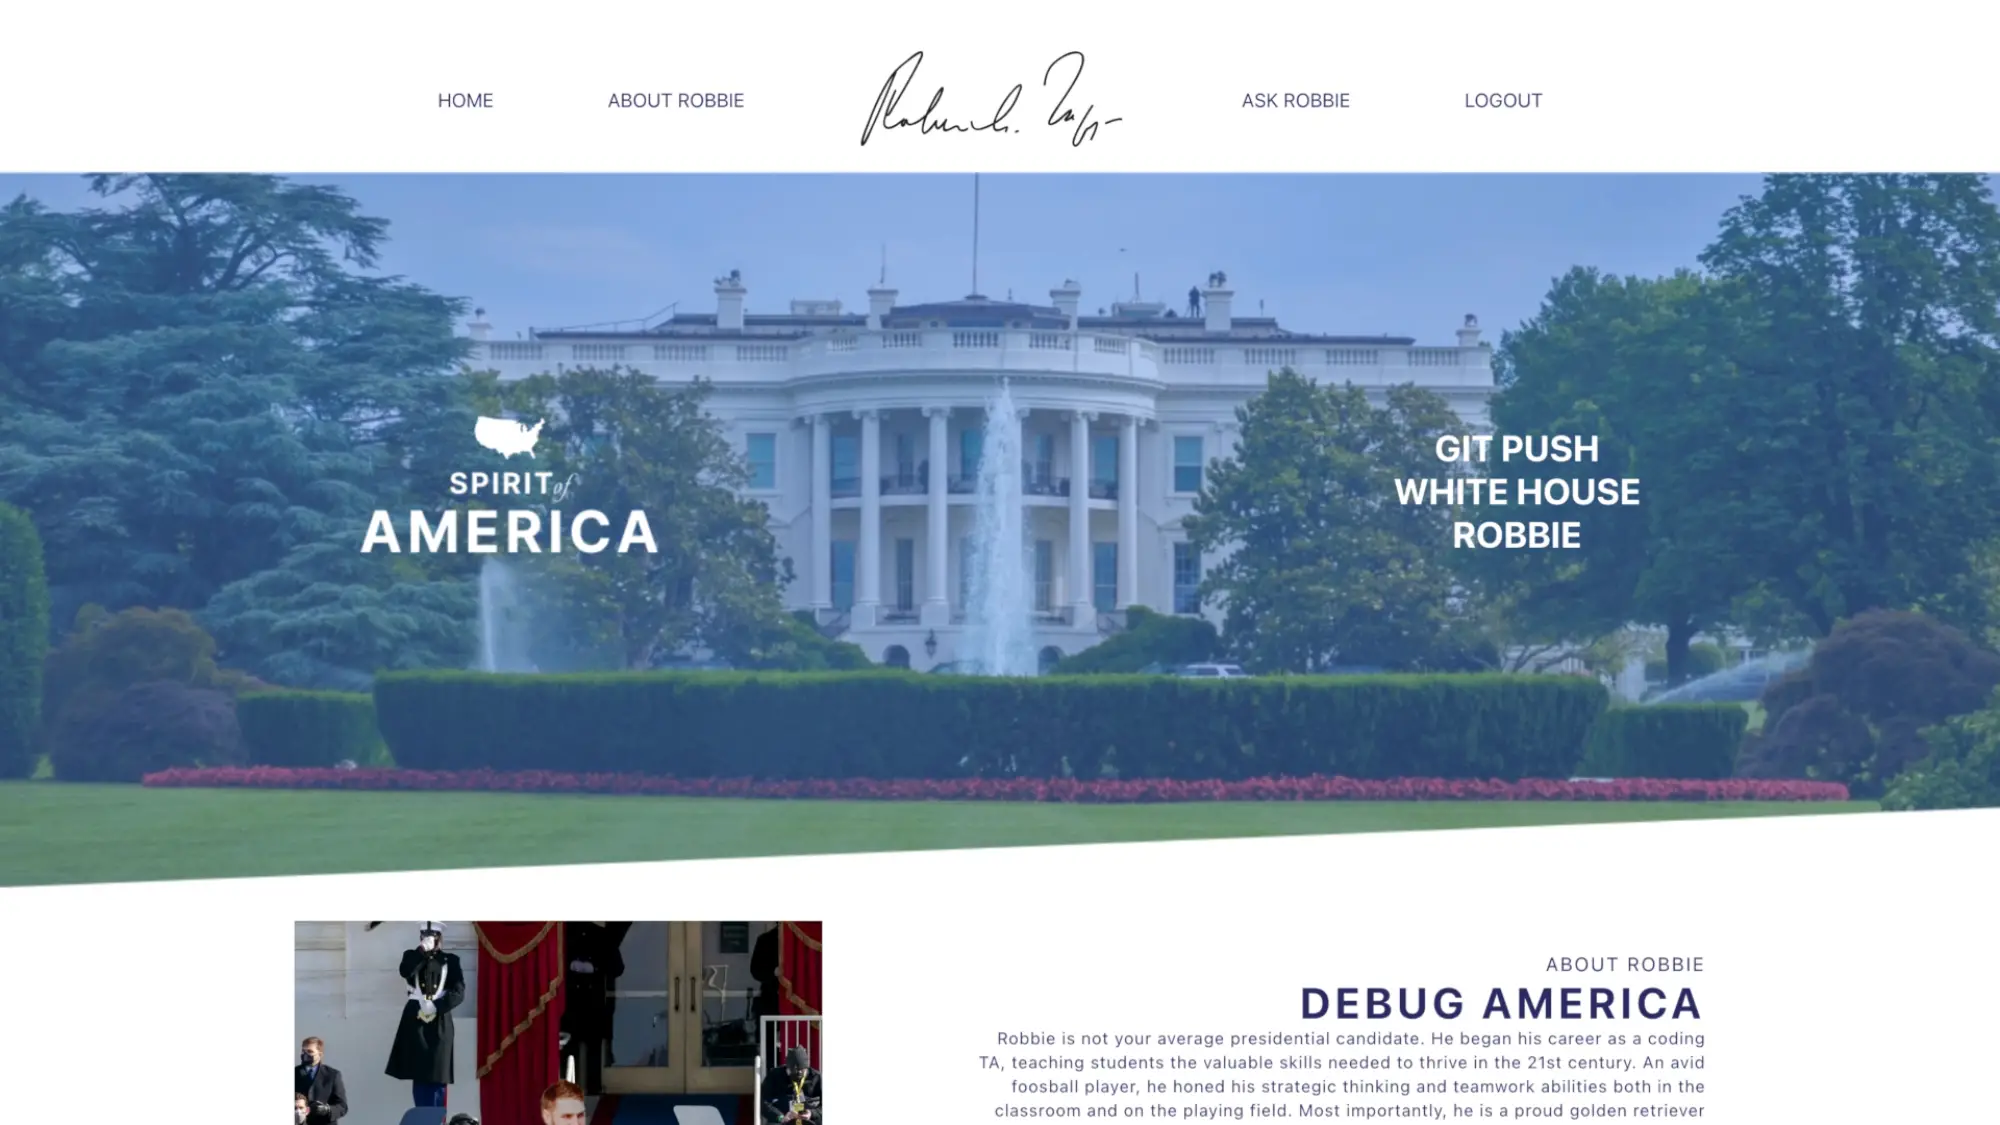 HOME
ABOUT ROBBIE
ASK ROBBIE
LOGOUT
SPIRIT of
AMERICA
GIT PUSH
WHITE HOUSE
ROBBIE
ABOUT ROBBIE
DEBUG AMERICA
Robbie is not your average presidential candidate. He began his career as a coding
TA, teaching students the valuable skills needed to thrive in the 21st century. An avid
foosball player, he honed his strategic thinking and teamwork abilities both in the
classroom and on the playing field. Most importantly, he is a proud golden retriever